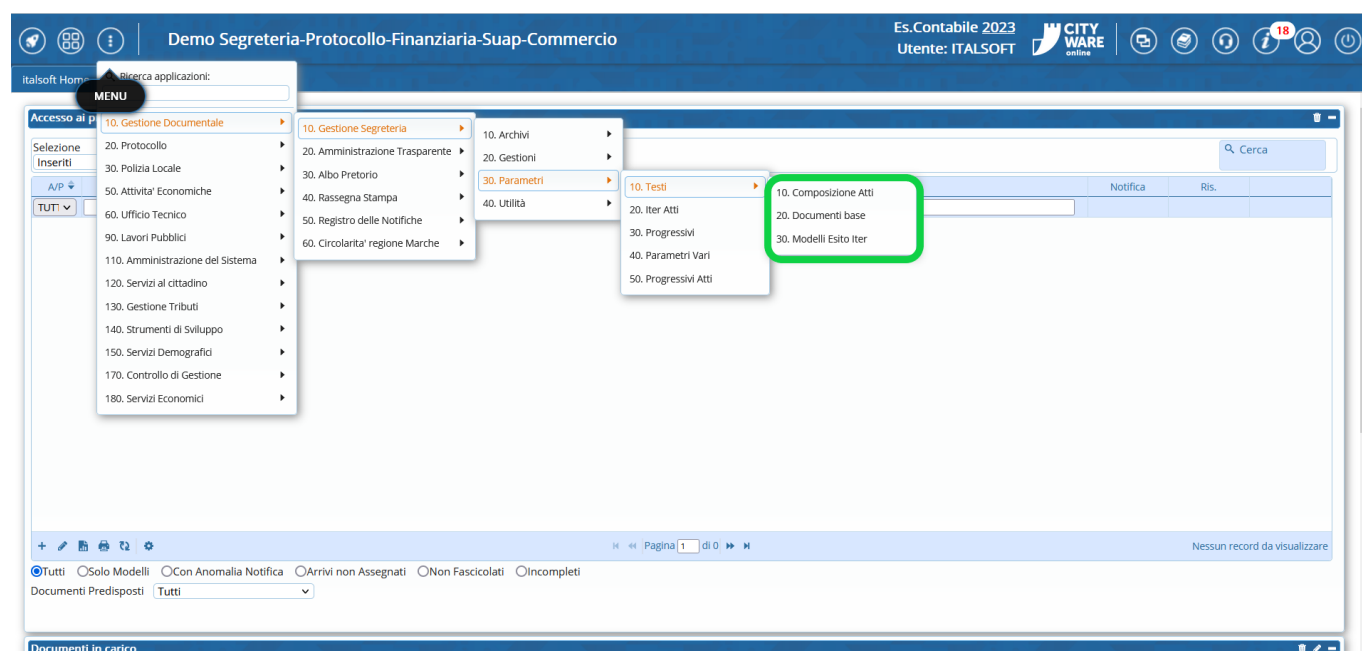 Demo Segreteria-Protocollo-Finanziaria-Suap-Commercio
Es.Contabile 2023
Utente: ITALSOFT
CITY
WARE
online
18
italsoft Home
Ricerca applicazioni:
MENU
Accesso ai p
Selezione
Inseriti
Cerca
A/P
Notifica
Ris.
TUT
10. Gestione Documentale
20. Protocollo
30. Polizia Locale
50. Attivita' Economiche
60. Ufficio Tecnico
90. Lavori Pubblici
110. Amministrazione del Sistema
120. Servizi al cittadino
130. Gestione Tributi
140. Strumenti di Sviluppo
150. Servizi Demografici
170. Controllo di Gestione
180. Servizi Economici
10. Gestione Segreteria
20. Amministrazione Trasparente
30. Albo Pretorio
40. Rassegna Stampa
50. Registro delle Notifiche
60. Circolarita' regione Marche
10. Archivi
20. Gestioni
30. Parametri
40. Utilità
10. Testi
20. Iter Atti
30. Progressivi
40. Parametri Vari
50. Progressivi Atti
10. Composizione Atti
20. Documenti base
30. Modelli Esito Iter
Pagina 1 di 0
Nessun record da visualizzare
Tutti Solo Modelli Con Anomalia Notifica Arrivi non Assegnati Non Fascicolati Incompleti
Documenti Predisposti Tutti
Documenti in carico